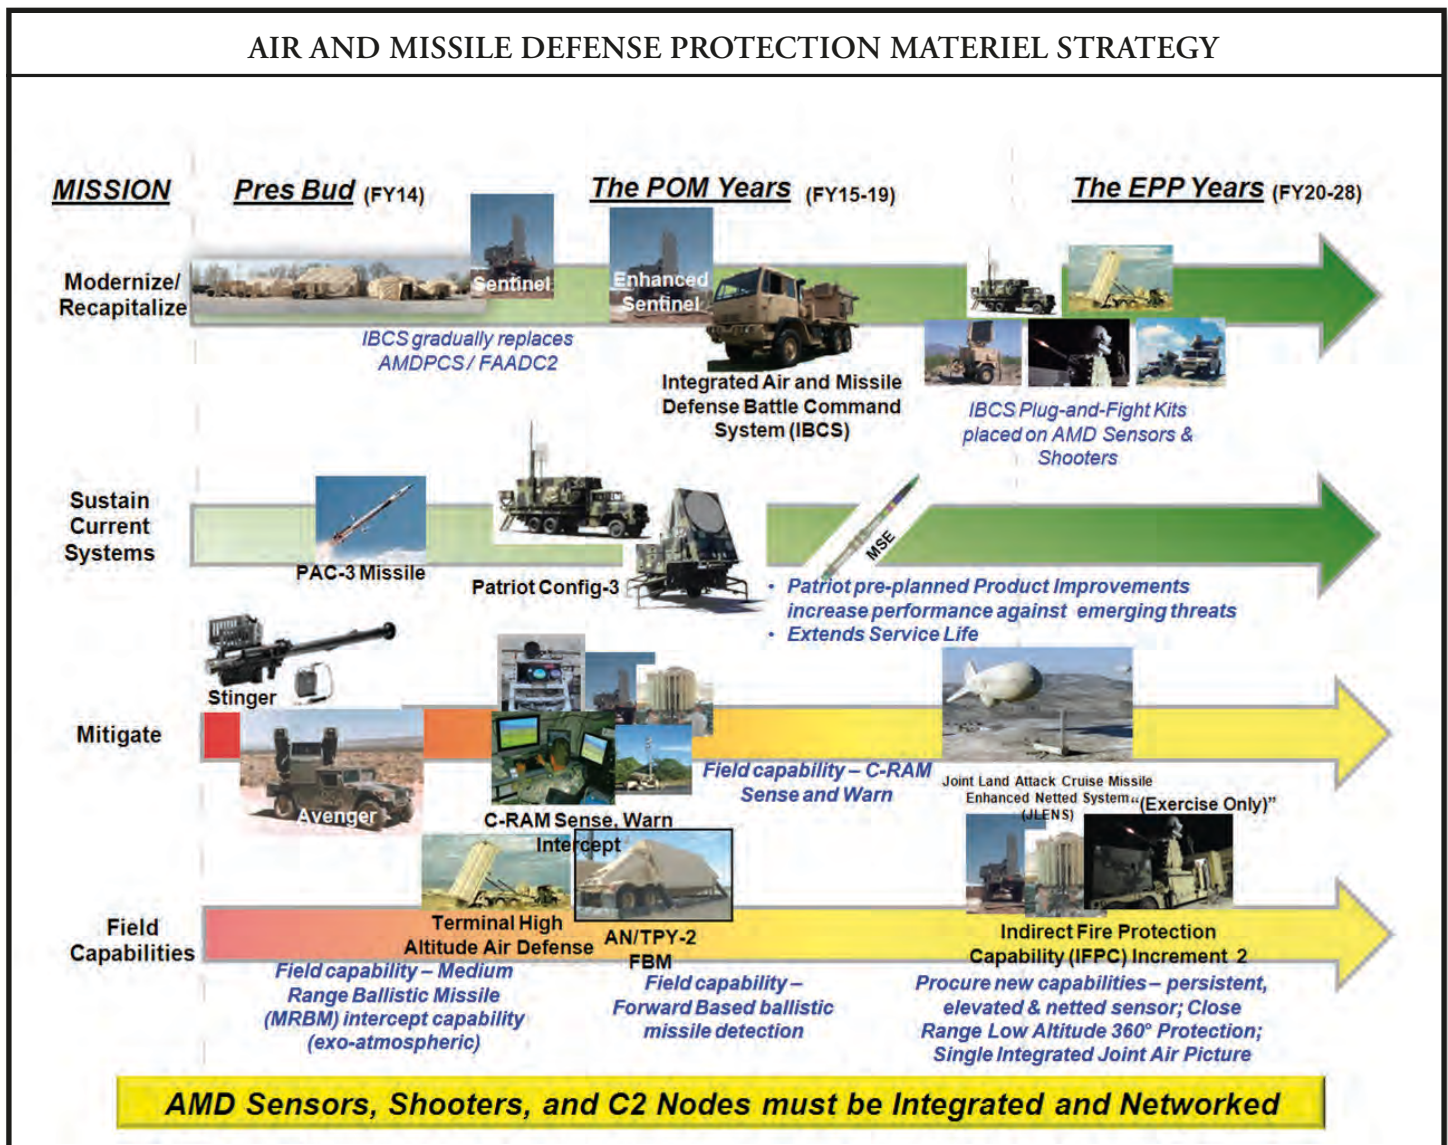 AIR AND MISSILE DEFENSE PROTECTION MATERIEL STRATEGY
MISSION
Pres Bud (FY14)
The POM Years (FY15-19)
The EPP Years (FY20-28)
Modernize/
Recapitalize
Sentinel
Enhanced
Sentinel
IBCS gradually replaces
AMDPCS / FAADC2
Integrated Air and Missile
Defense Battle Command
System (IBCS)
IBCS Plug-and-Fight Kits
placed on AMD Sensors &
Shooters
Sustain
Current
Systems
PAC-3 Missile
Patriot Config-3
MSE
• Patriot pre-planned Product Improvements
increase performance against emerging threats
• Extends Service Life
Stinger
Mitigate
Avenger
C-RAM Sense, Warn
Intercept
Field capability – C-RAM
Sense and Warn
Joint Land Attack Cruise Missile
Enhanced Netted System
(JLENS)
“(Exercise Only)”
Field
Capabilities
Terminal High
Altitude Air Defense
AN/TPY-2
FBM
Indirect Fire Protection
Capability (IFPC) Increment 2
Field capability – Medium
Range Ballistic Missile
(MRBM) intercept capability
(exo-atmospheric)
Field capability –
Forward Based ballistic
missile detection
Procure new capabilities – persistent,
elevated & netted sensor; Close
Range Low Altitude 360° Protection;
Single Integrated Joint Air Picture
AMD Sensors, Shooters, and C2 Nodes must be Integrated and Networked